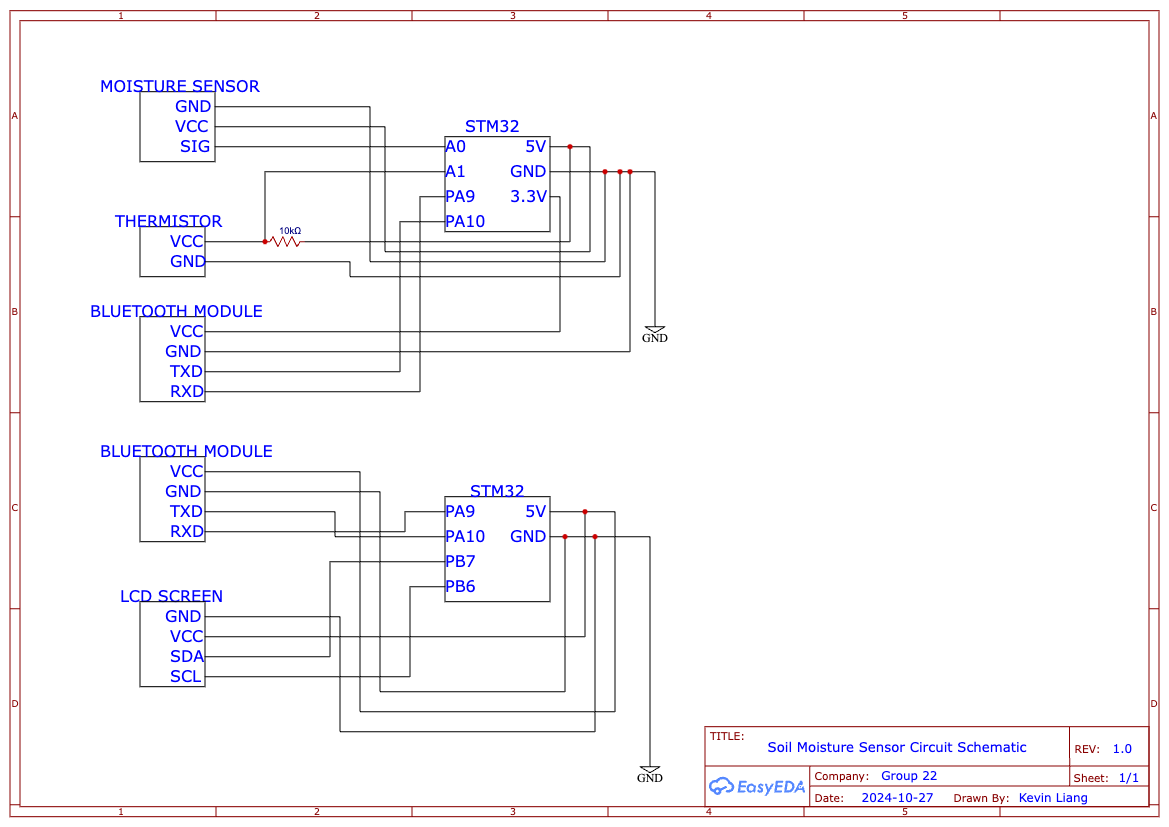 1 2 3 4 5
A A
B B
C C
D D
MOISTURE SENSOR
GND
VCC
SIG
STM32
A0 5V
A1 GND
PA9 3.3V
PA10
THERMISTOR
VCC
GND
10kΩ
BLUETOOTH MODULE
VCC
GND
TXD
RXD
GND
BLUETOOTH MODULE
VCC
GND
TXD
RXD
STM32
PA9 5V
PA10 GND
PB7
PB6
LCD SCREEN
GND
VCC
SDA
SCL
GND
TITLE:
Soil Moisture Sensor Circuit Schematic
REV: 1.0
EasyEDA
Company: Group 22
Sheet: 1/1
Date: 2024-10-27 Drawn By: Kevin Liang
1 2 3 4 5